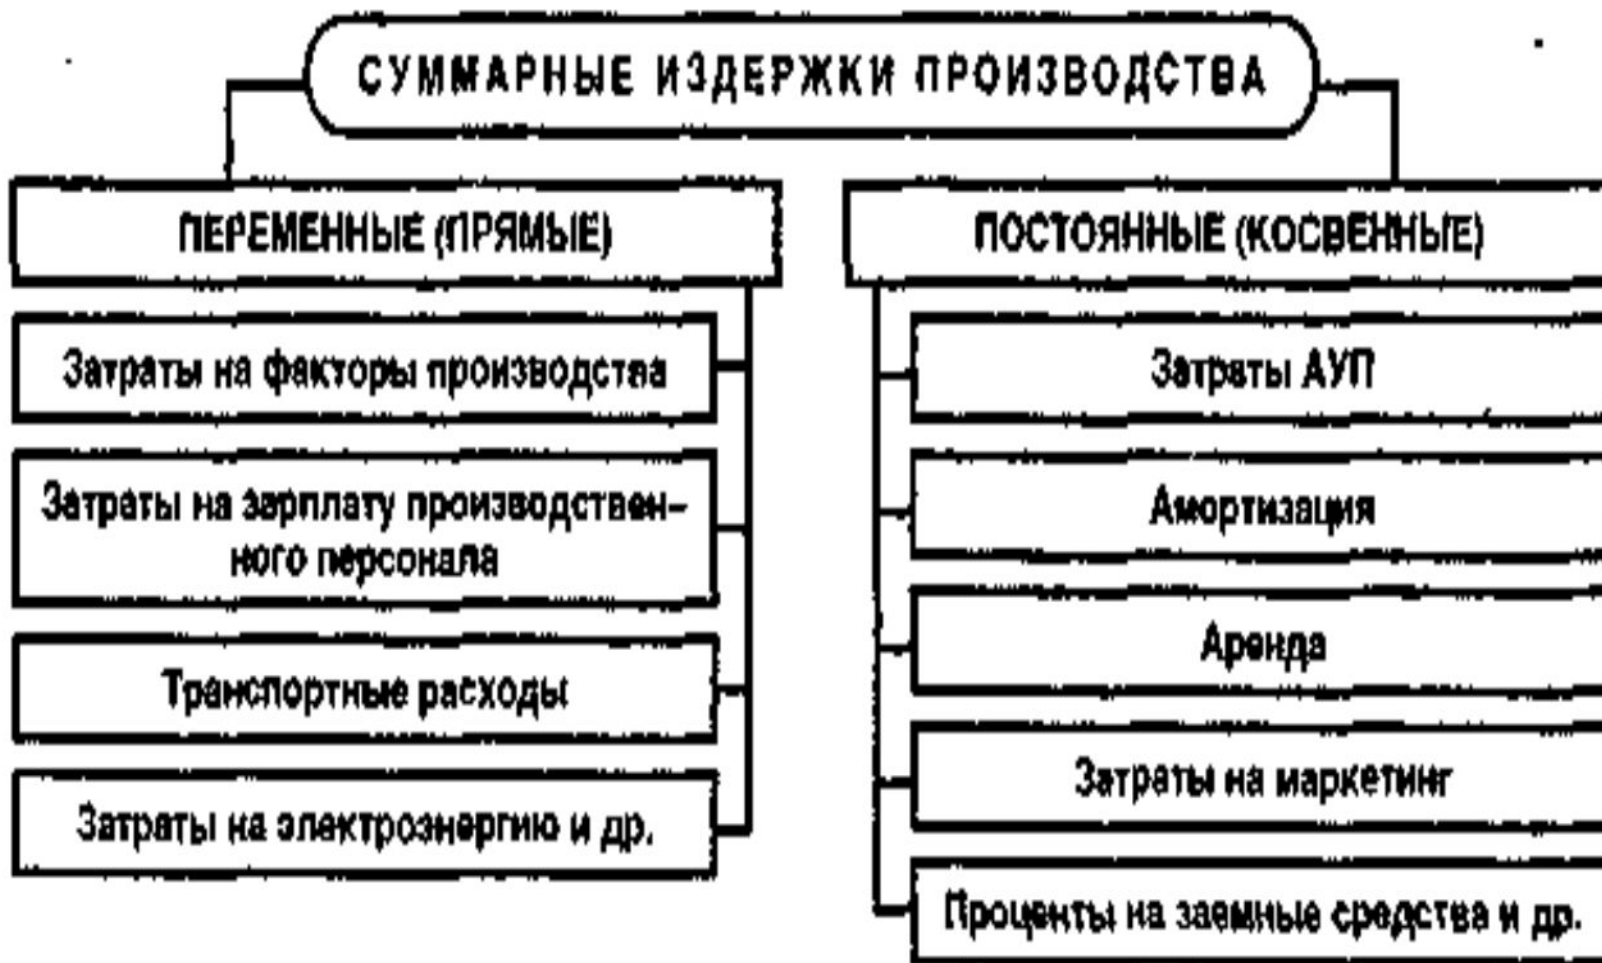 СУММАРНЫЕ ИЗДЕРЖКИ ПРОИЗВОДСТВА
ПЕРЕМЕННЫЕ (ПРЯМЫЕ)
Затраты на факторы производства
Затраты на зарплату производствен-
ного персонала
Транспортные расходы
Затраты на электроэнергию и др.
ПОСТОЯННЫЕ (КОСВЕННЫЕ)
Затраты АУП
Амортизация
Аренда
Затраты на маркетинг
Проценты на заемные средства и др.